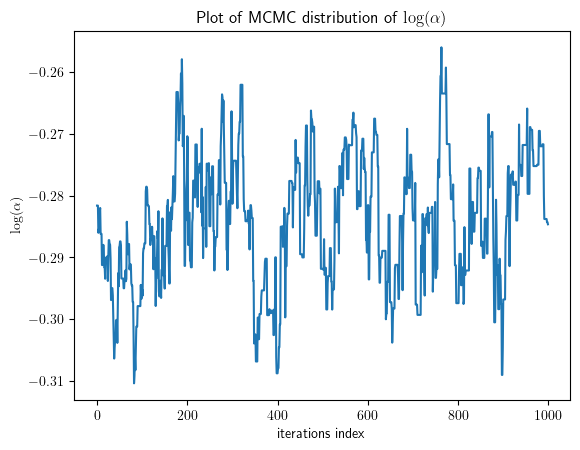 Plot of MCMC distribution of log(α)
−0.26
−0.27
−0.28
−0.29
−0.30
−0.31
log(α)
0 200 400 600 800 1000
iterations index